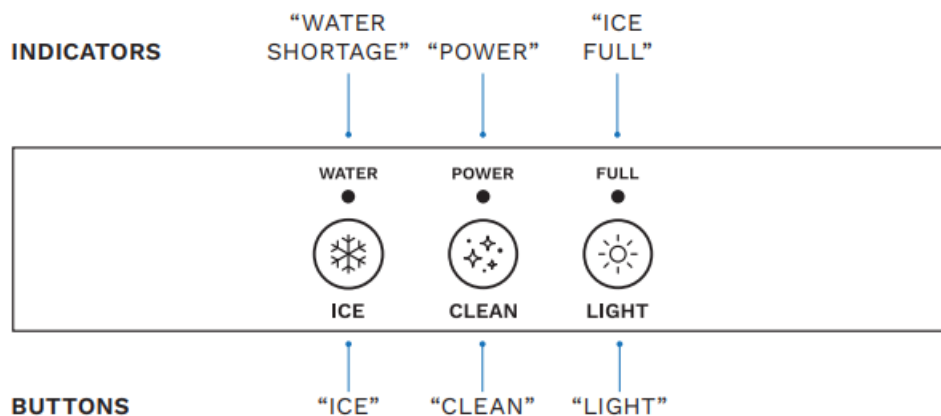 “WATER “ICE
INDICATORS SHORTAGE” “POWER” FULL”
WATER POWER FULL
ICE CLEAN LIGHT
BUTTONS “ICE” “CLEAN” “LIGHT”